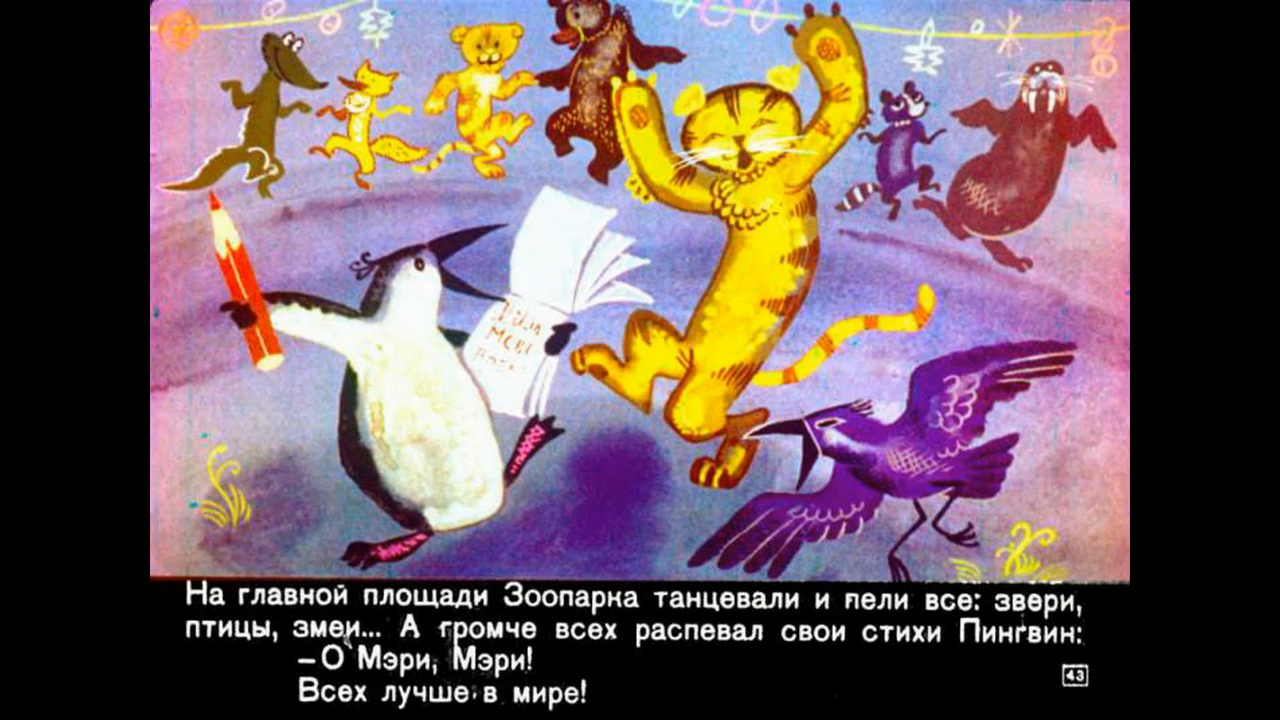 На главной площади Зоопарка танцевали и пели все: звери,
птицы, змеи... А громче всех распевал свои стихи Пингвин:
– О Мэри, Мэри!
Всех лучше в мире!
43